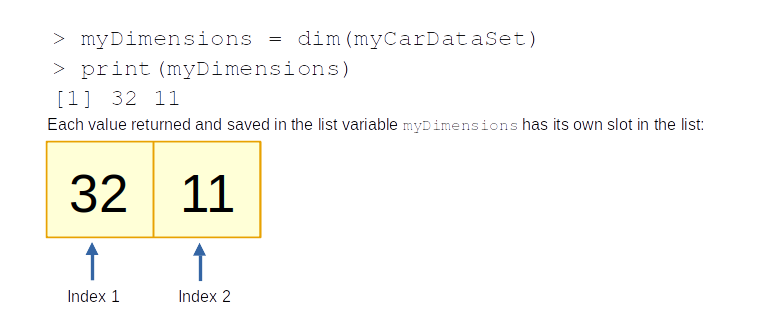 > myDimensions = dim(myCarDataSet)
> print(myDimensions)
[1] 32 11
Each value returned and saved in the list variable myDimensions has its own slot in the list:
32 11
Index 1 Index 2